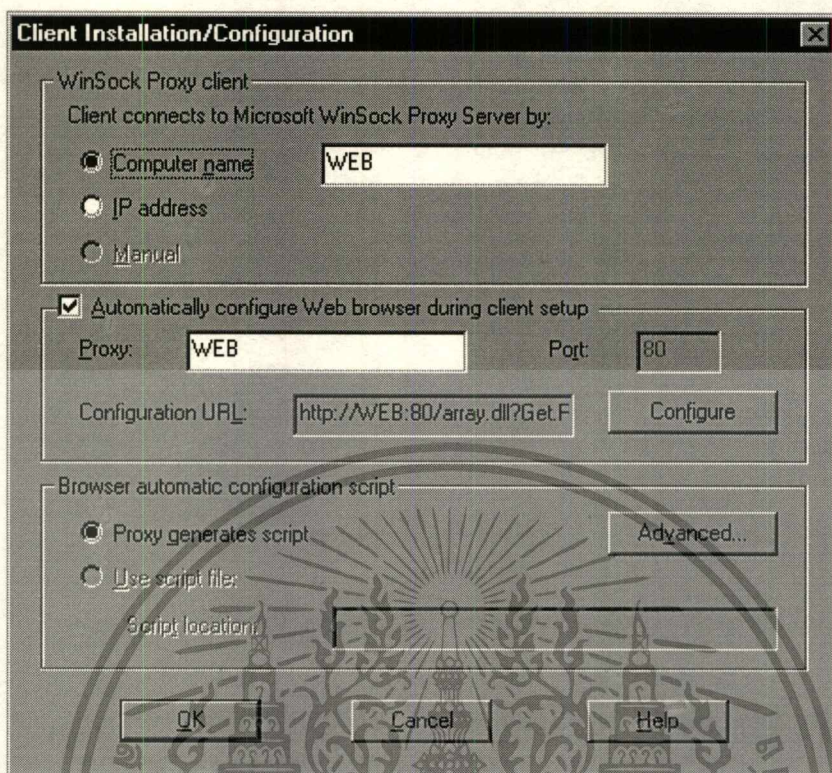 Client Installation/Configuration
WinSock Proxy client
Client connects to Microsoft WinSock Proxy Server by:
Computer name WEB
IP address
Manual
Automatically configure Web browser during client setup
Proxy: WEB Port: 80
Configuration URL: http://WEB:80/array.dll?Get.F Configure
Browser automatic configuration script
Proxy generates script Advanced...
Use script file:
Script location:
OK Cancel Help